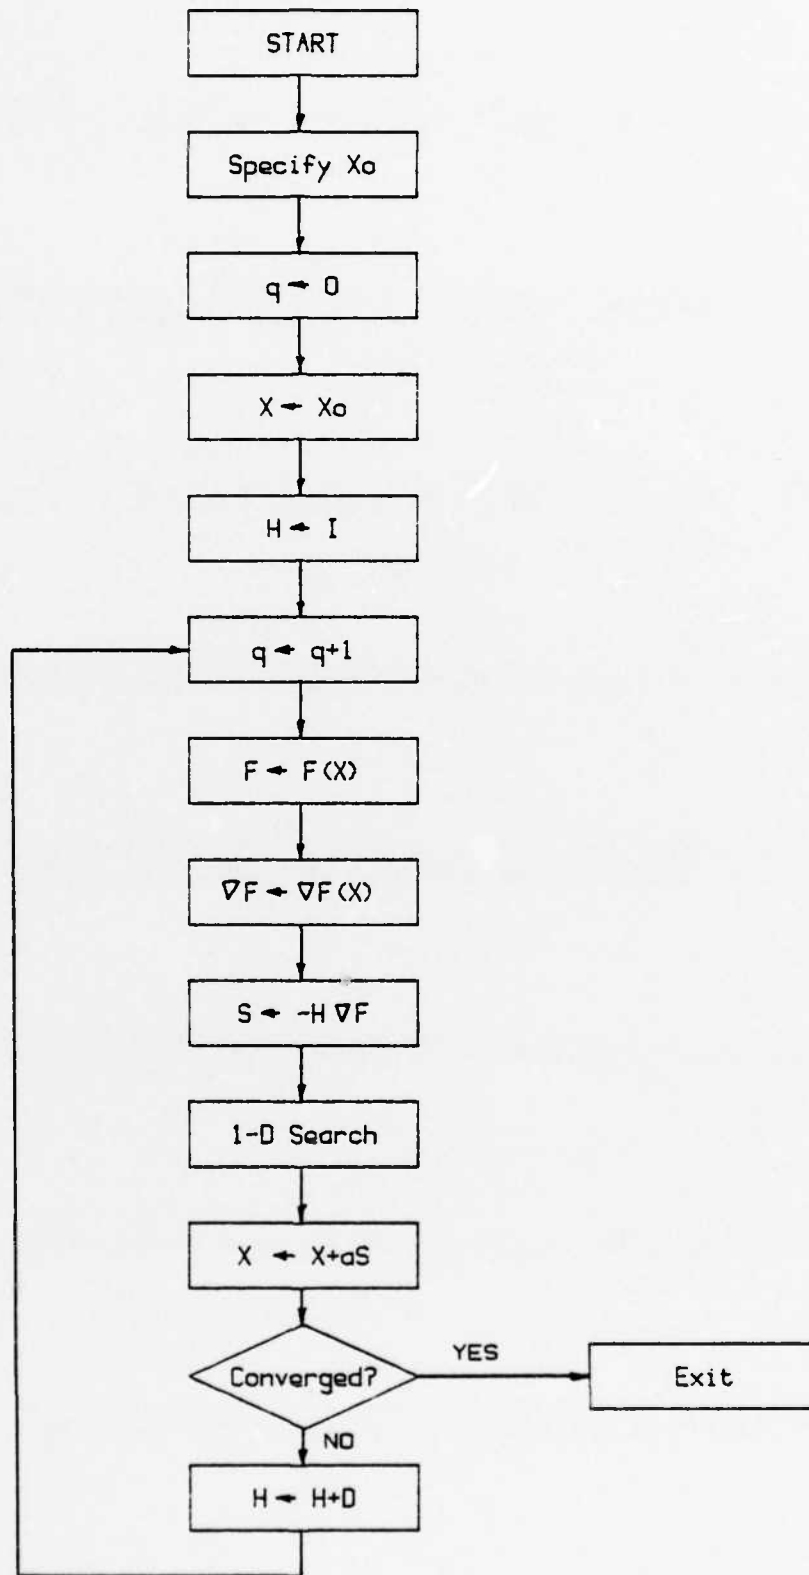 START
Specify Xo
q ← 0
X ← Xo
H ← I
q ← q+1
F ← F(X)
∇F ← ∇F(X)
S ← -H∇F
1-D Search
X ← X+aS
Converged?
YES
Exit
NO
H ← H+D